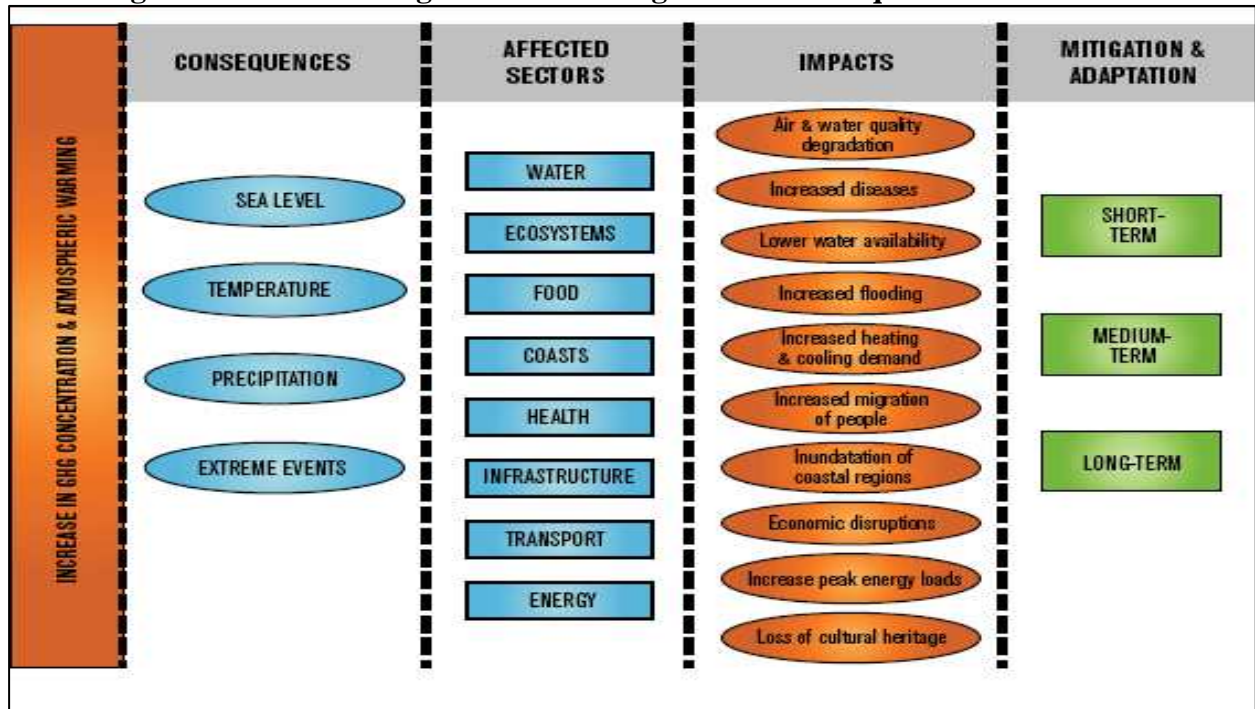 CONSEQUENCES
AFFECTED
SECTORS
IMPACTS
MITIGATION &
ADAPTATION
INCREASE IN GHG CONCENTRATION & ATMOSPHERIC WARMING
SEA LEVEL
TEMPERATURE
PRECIPITATION
EXTREME EVENTS
WATER
ECOSYSTEMS
FOOD
COASTS
HEALTH
INFRASTRUCTURE
TRANSPORT
ENERGY
Air & water quality
degradation
Increased diseases
Lower water availability
Increased flooding
Increased heating
& cooling demand
Increased migration
of people
Inundatation of
coastal regions
Economic disruptions
Increase peak energy loads
Loss of cultural heritage
SHORT-
TERM
MEDIUM-
TERM
LONG-TERM